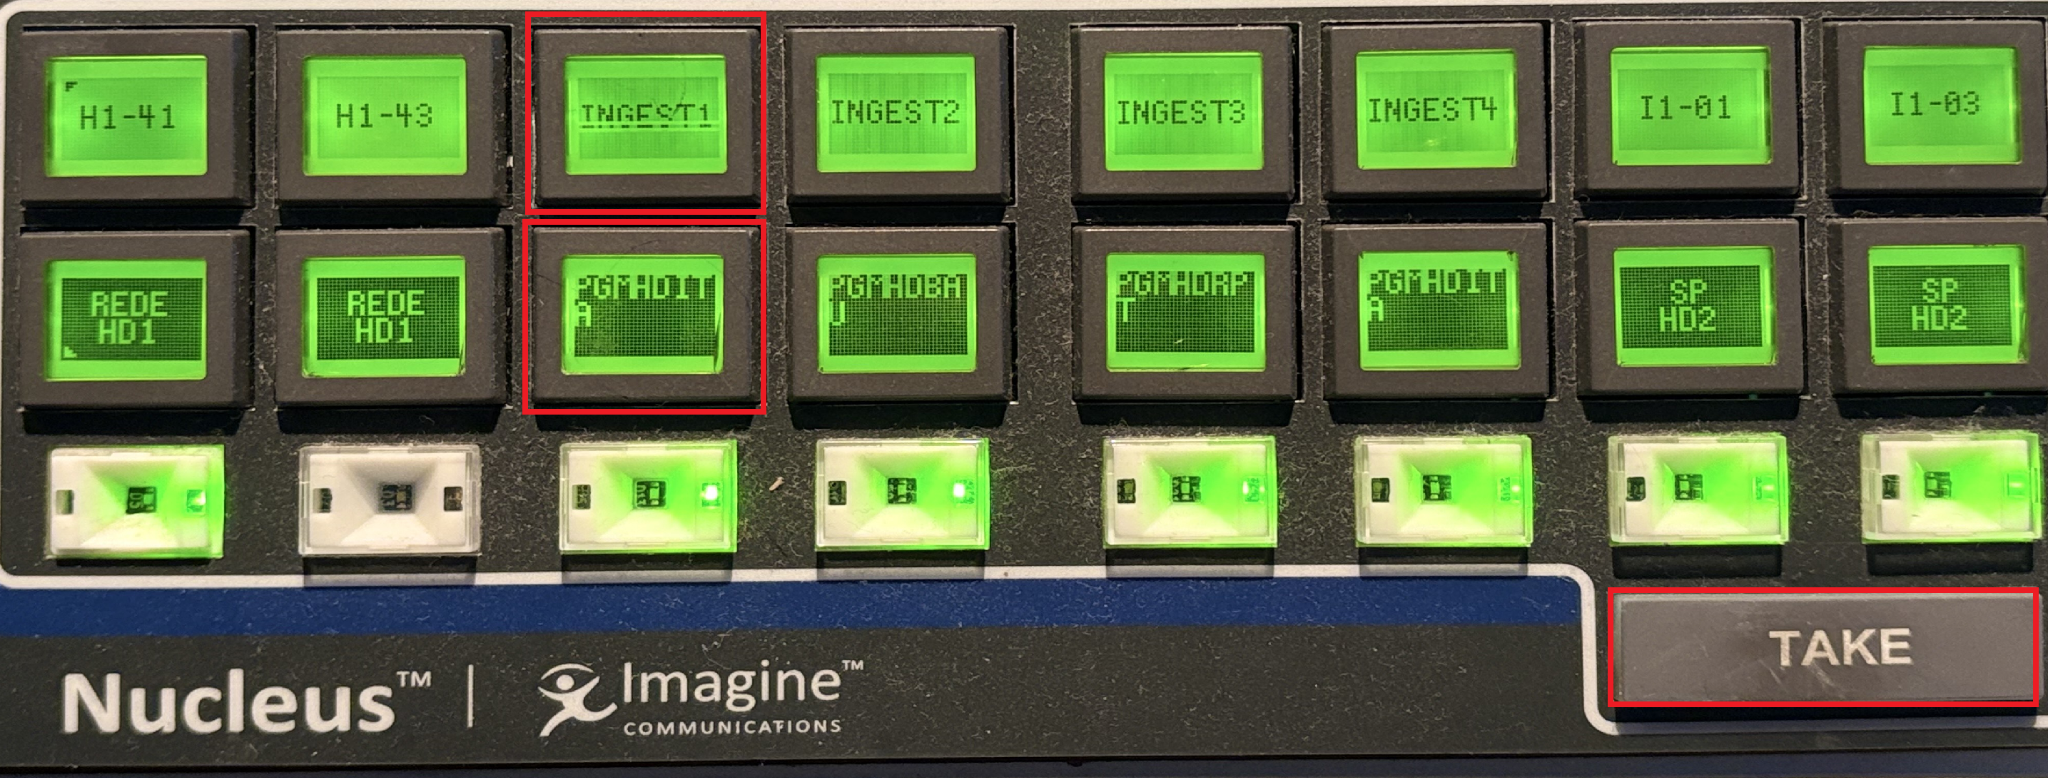 H1-41
H1-43
INGEST1
INGEST2
INGEST3
INGEST4
I1-01
I1-03
REDE
HD1
REDE
HD1
PGMHDIT
A
PGMHDBA
U
PGMHDRP
T
PGMHDIT
A
SP
HD2
SP
HD2
TAKE
Nucleus™
Imagine™
COMMUNICATIONS